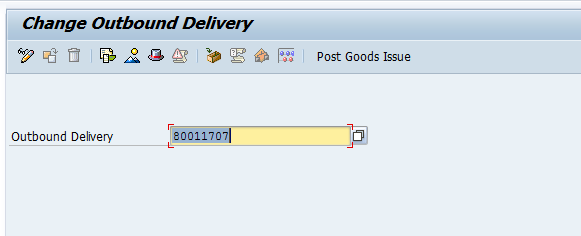 Change Outbound Delivery
Post Goods Issue
Outbound Delivery 80011707